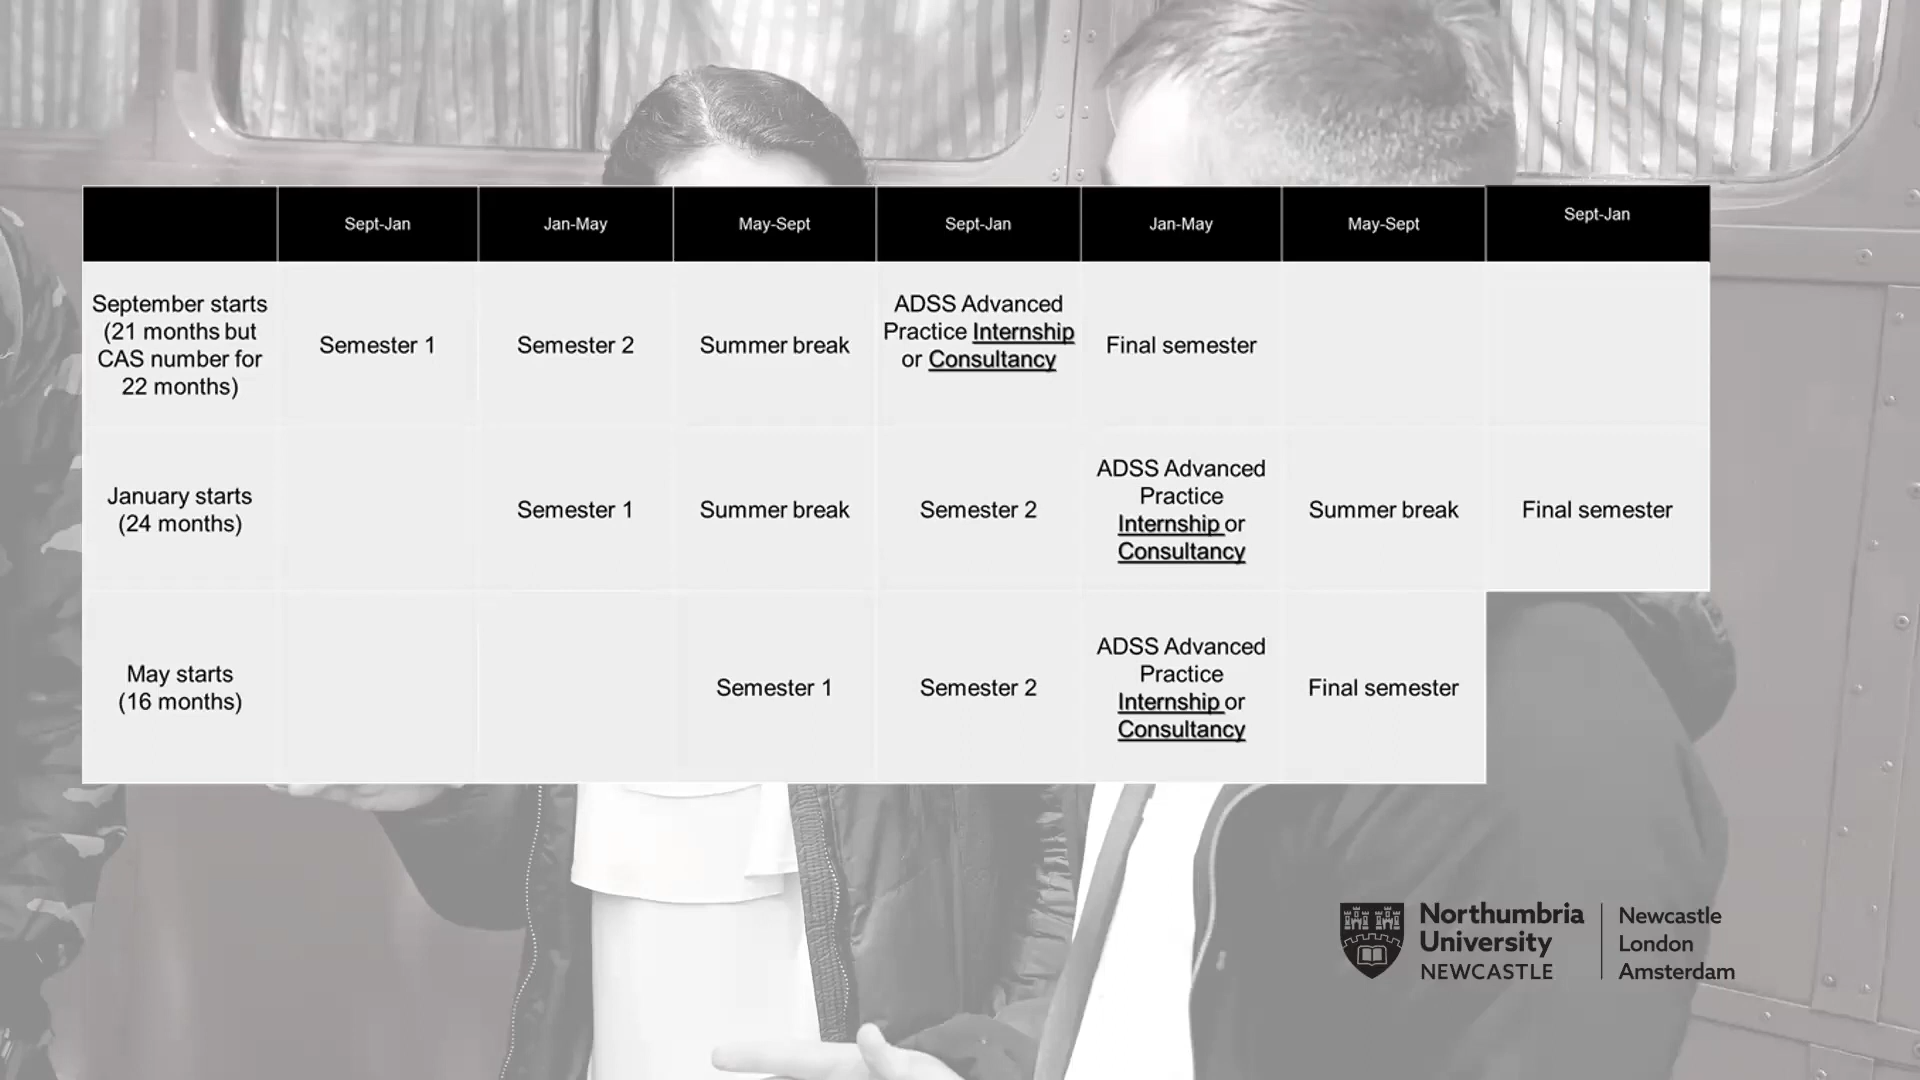 Sept-Jan
Jan-May
May-Sept
Sept-Jan
Jan-May
May-Sept
Sept-Jan
September starts
(21 months but
CAS number for
22 months)
Semester 1
Semester 2
Summer break
ADSS Advanced
Practice Internship
or Consultancy
Final semester
January starts
(24 months)
Semester 1
Summer break
Semester 2
ADSS Advanced
Practice
Internship or
Consultancy
Summer break
Final semester
May starts
(16 months)
Semester 1
Semester 2
ADSS Advanced
Practice
Internship or
Consultancy
Final semester
Northumbria
University
NEWCASTLE
Newcastle
London
Amsterdam